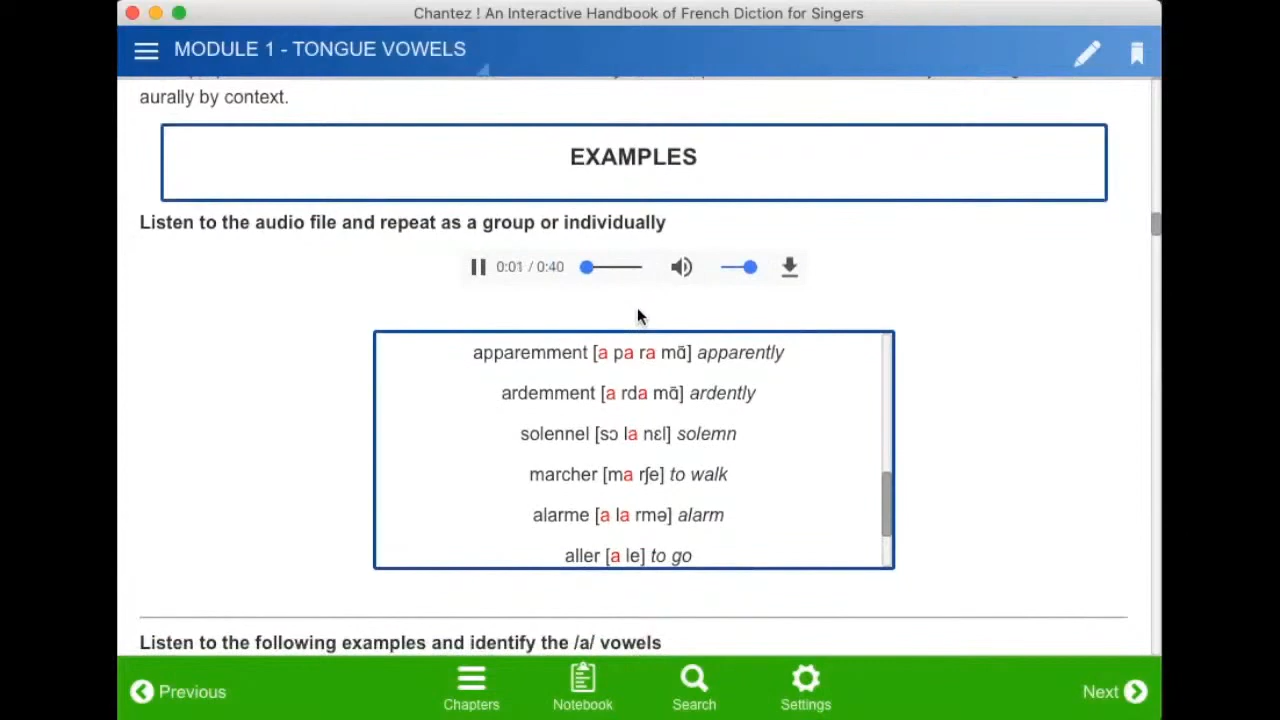 Chantez ! An Interactive Handbook of French Diction for Singers
MODULE 1 - TONGUE VOWELS
aurally by context.
EXAMPLES
Listen to the audio file and repeat as a group or individually
0:01 / 0:40
apparemment [a pa ra mɑ̃] apparently
ardemment [a rda mɑ̃] ardently
solennel [sɔ la nɛl] solemn
marcher [ma rʃe] to walk
alarme [a la rmə] alarm
aller [a le] to go
Listen to the following examples and identify the /a/ vowels
Previous
Chapters
Notebook
Search
Settings
Next